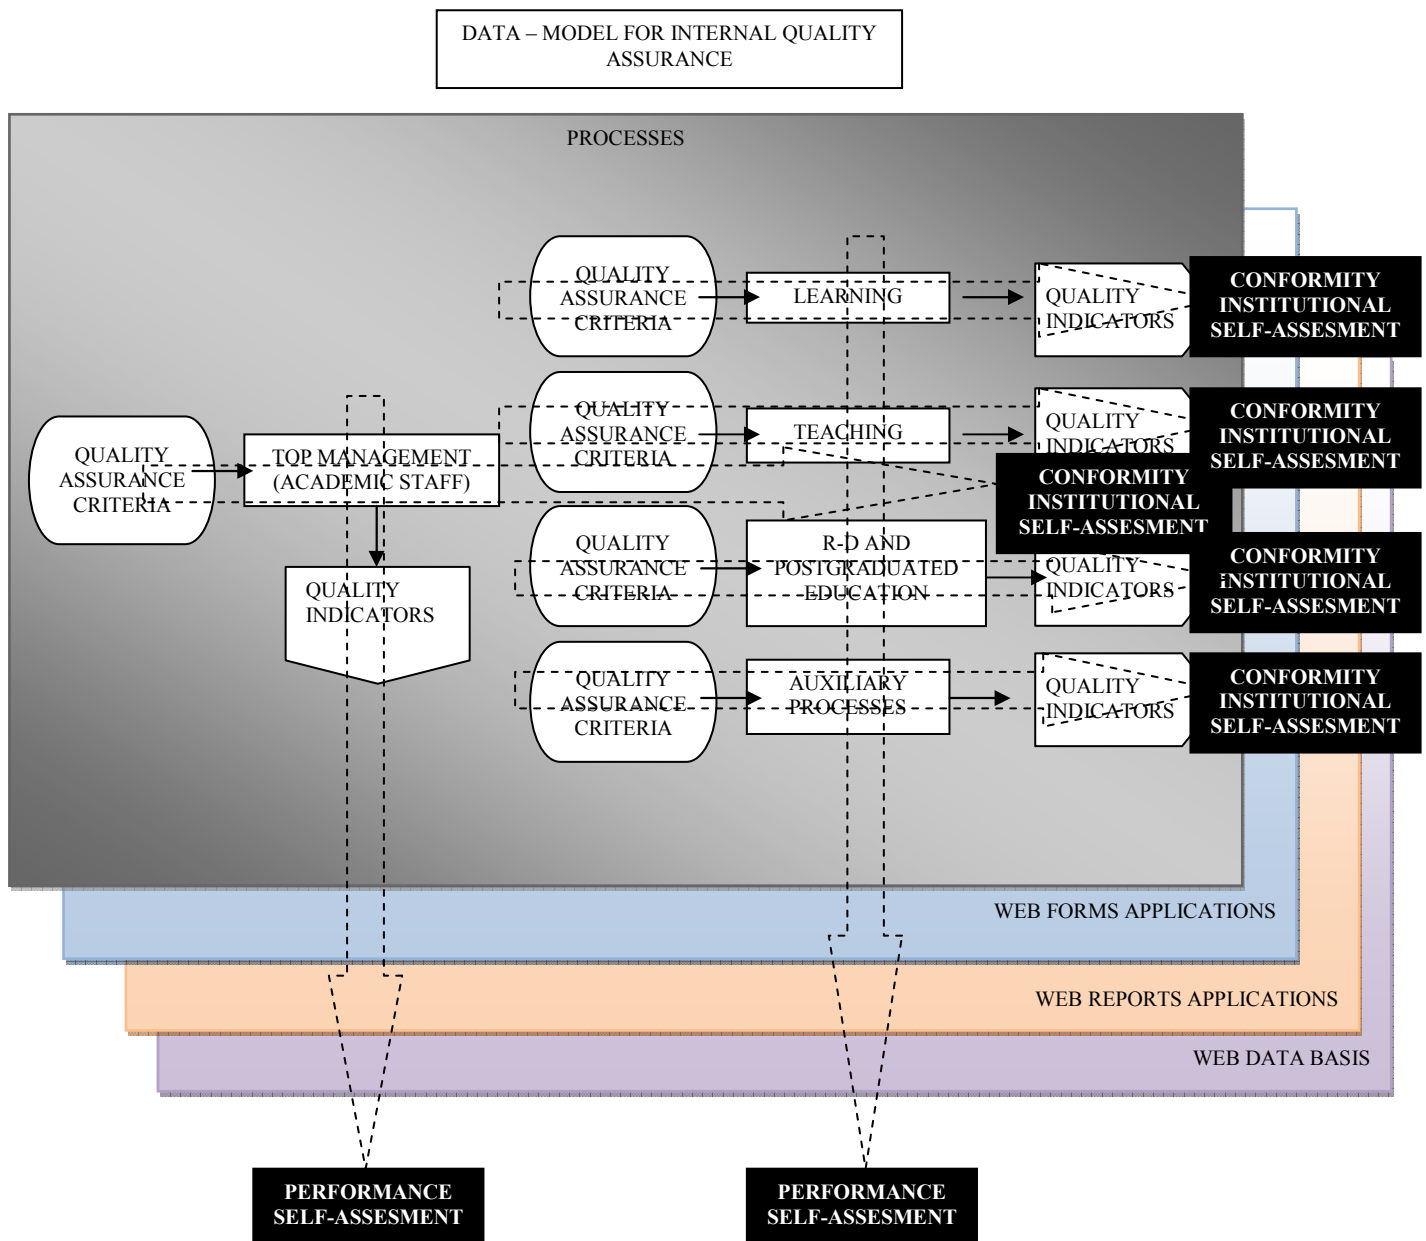 DATA – MODEL FOR INTERNAL QUALITY
ASSURANCE
PROCESSES
QUALITY
ASSURANCE
CRITERIA
LEARNING
QUALITY
INDICATORS
CONFORMITY
INSTITUTIONAL
SELF-ASSESMENT
QUALITY
ASSURANCE
CRITERIA
TEACHING
QUALITY
INDICATORS
CONFORMITY
INSTITUTIONAL
SELF-ASSESMENT
QUALITY
ASSURANCE
CRITERIA
TOP MANAGEMENT
(ACADEMIC STAFF)
CONFORMITY
INSTITUTIONAL
SELF-ASSESMENT
QUALITY
INDICATORS
QUALITY
ASSURANCE
CRITERIA
R-D AND
POSTGRADUATED
EDUCATION
QUALITY
INDICATORS
CONFORMITY
INSTITUTIONAL
SELF-ASSESMENT
QUALITY
ASSURANCE
CRITERIA
AUXILIARY
PROCESSES
QUALITY
INDICATORS
CONFORMITY
INSTITUTIONAL
SELF-ASSESMENT
WEB FORMS APPLICATIONS
WEB REPORTS APPLICATIONS
WEB DATA BASIS
PERFORMANCE
SELF-ASSESMENT
PERFORMANCE
SELF-ASSESMENT